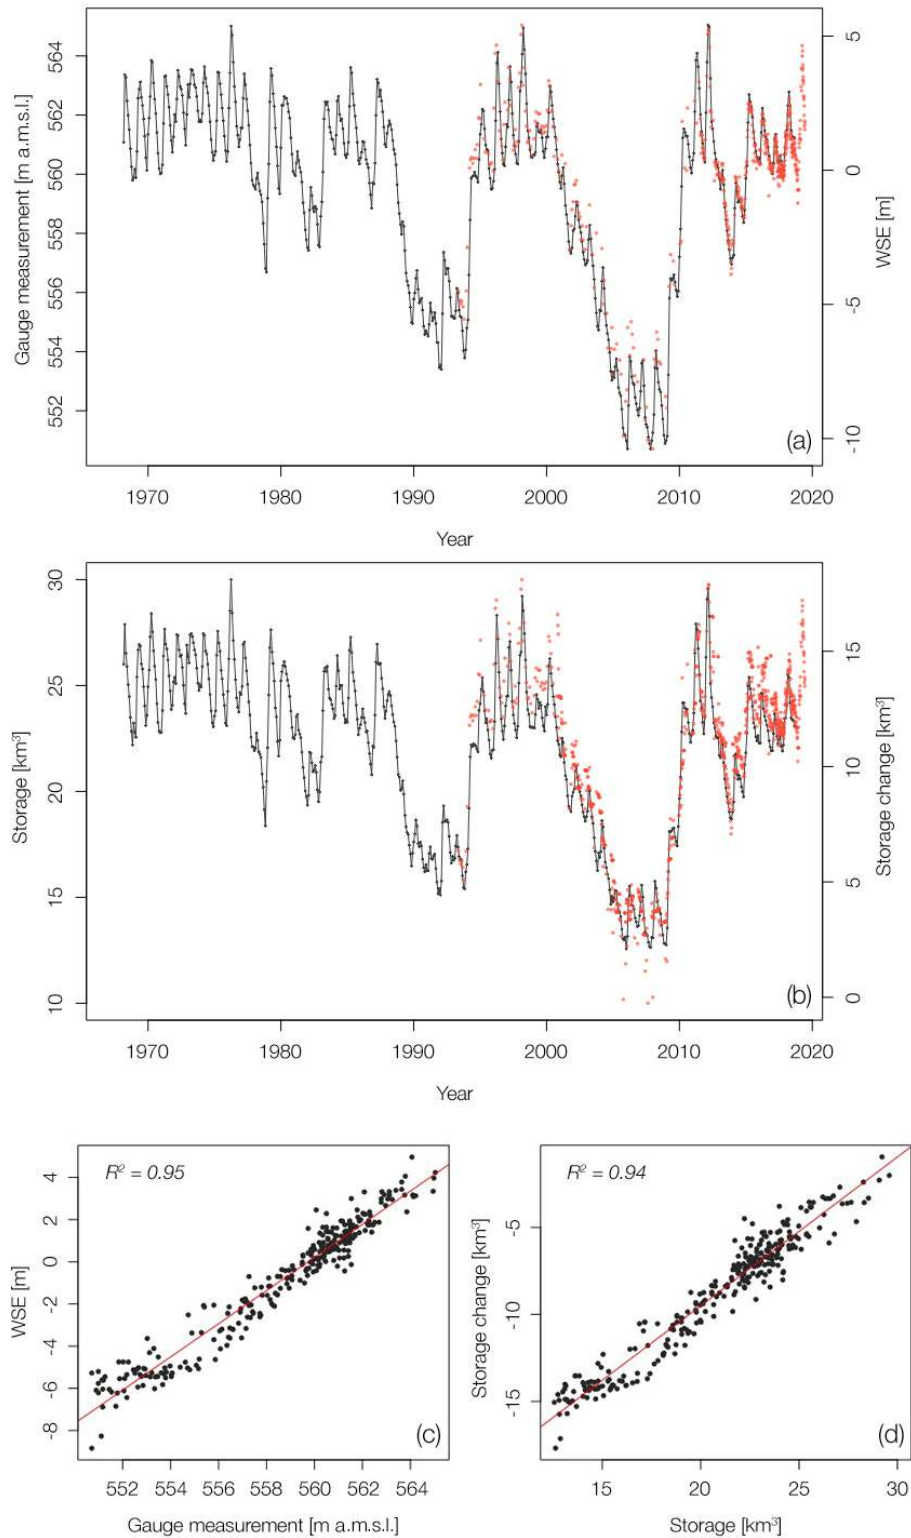 564
562
560
558
556
554
552
Gauge measurement [m a.m.s.l.]
5
0
-5
-10
WSE [m]
(a)
1970 1980 1990 2000 2010 2020
Year
30
25
20
15
10
Storage [km³]
15
10
5
0
Storage change [km³]
(b)
1970 1980 1990 2000 2010 2020
Year
R² = 0.95
4
2
0
-2
-4
-6
-8
WSE [m]
(c)
552 554 556 558 560 562 564
Gauge measurement [m a.m.s.l.]
R² = 0.94
-5
-10
-15
Storage change [km³]
(d)
15 20 25 30
Storage [km³]